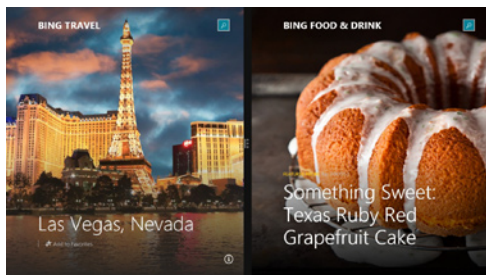 BING TRAVEL
Las Vegas, Nevada
Add to Favorites
BING FOOD & DRINK
Something Sweet:
Texas Ruby Red
Grapefruit Cake